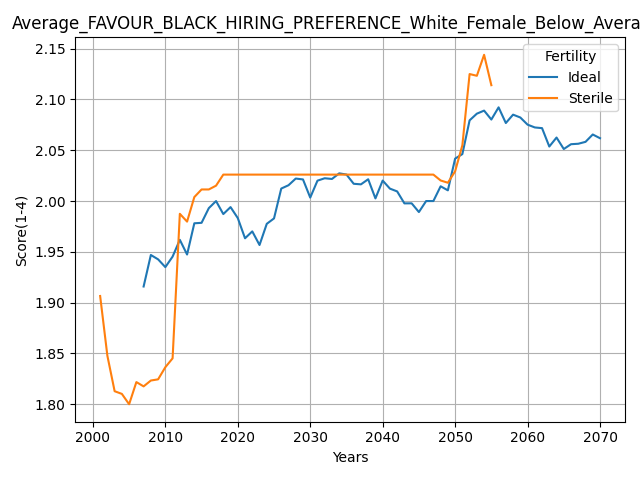 Average_FAVOUR_BLACK_HIRING_PREFERENCE_White_Female_Below_Avera
Fertility
Ideal
Sterile
Score(1-4)
2.15
2.10
2.05
2.00
1.95
1.90
1.85
1.80
2000 2010 2020 2030 2040 2050 2060 2070
Years